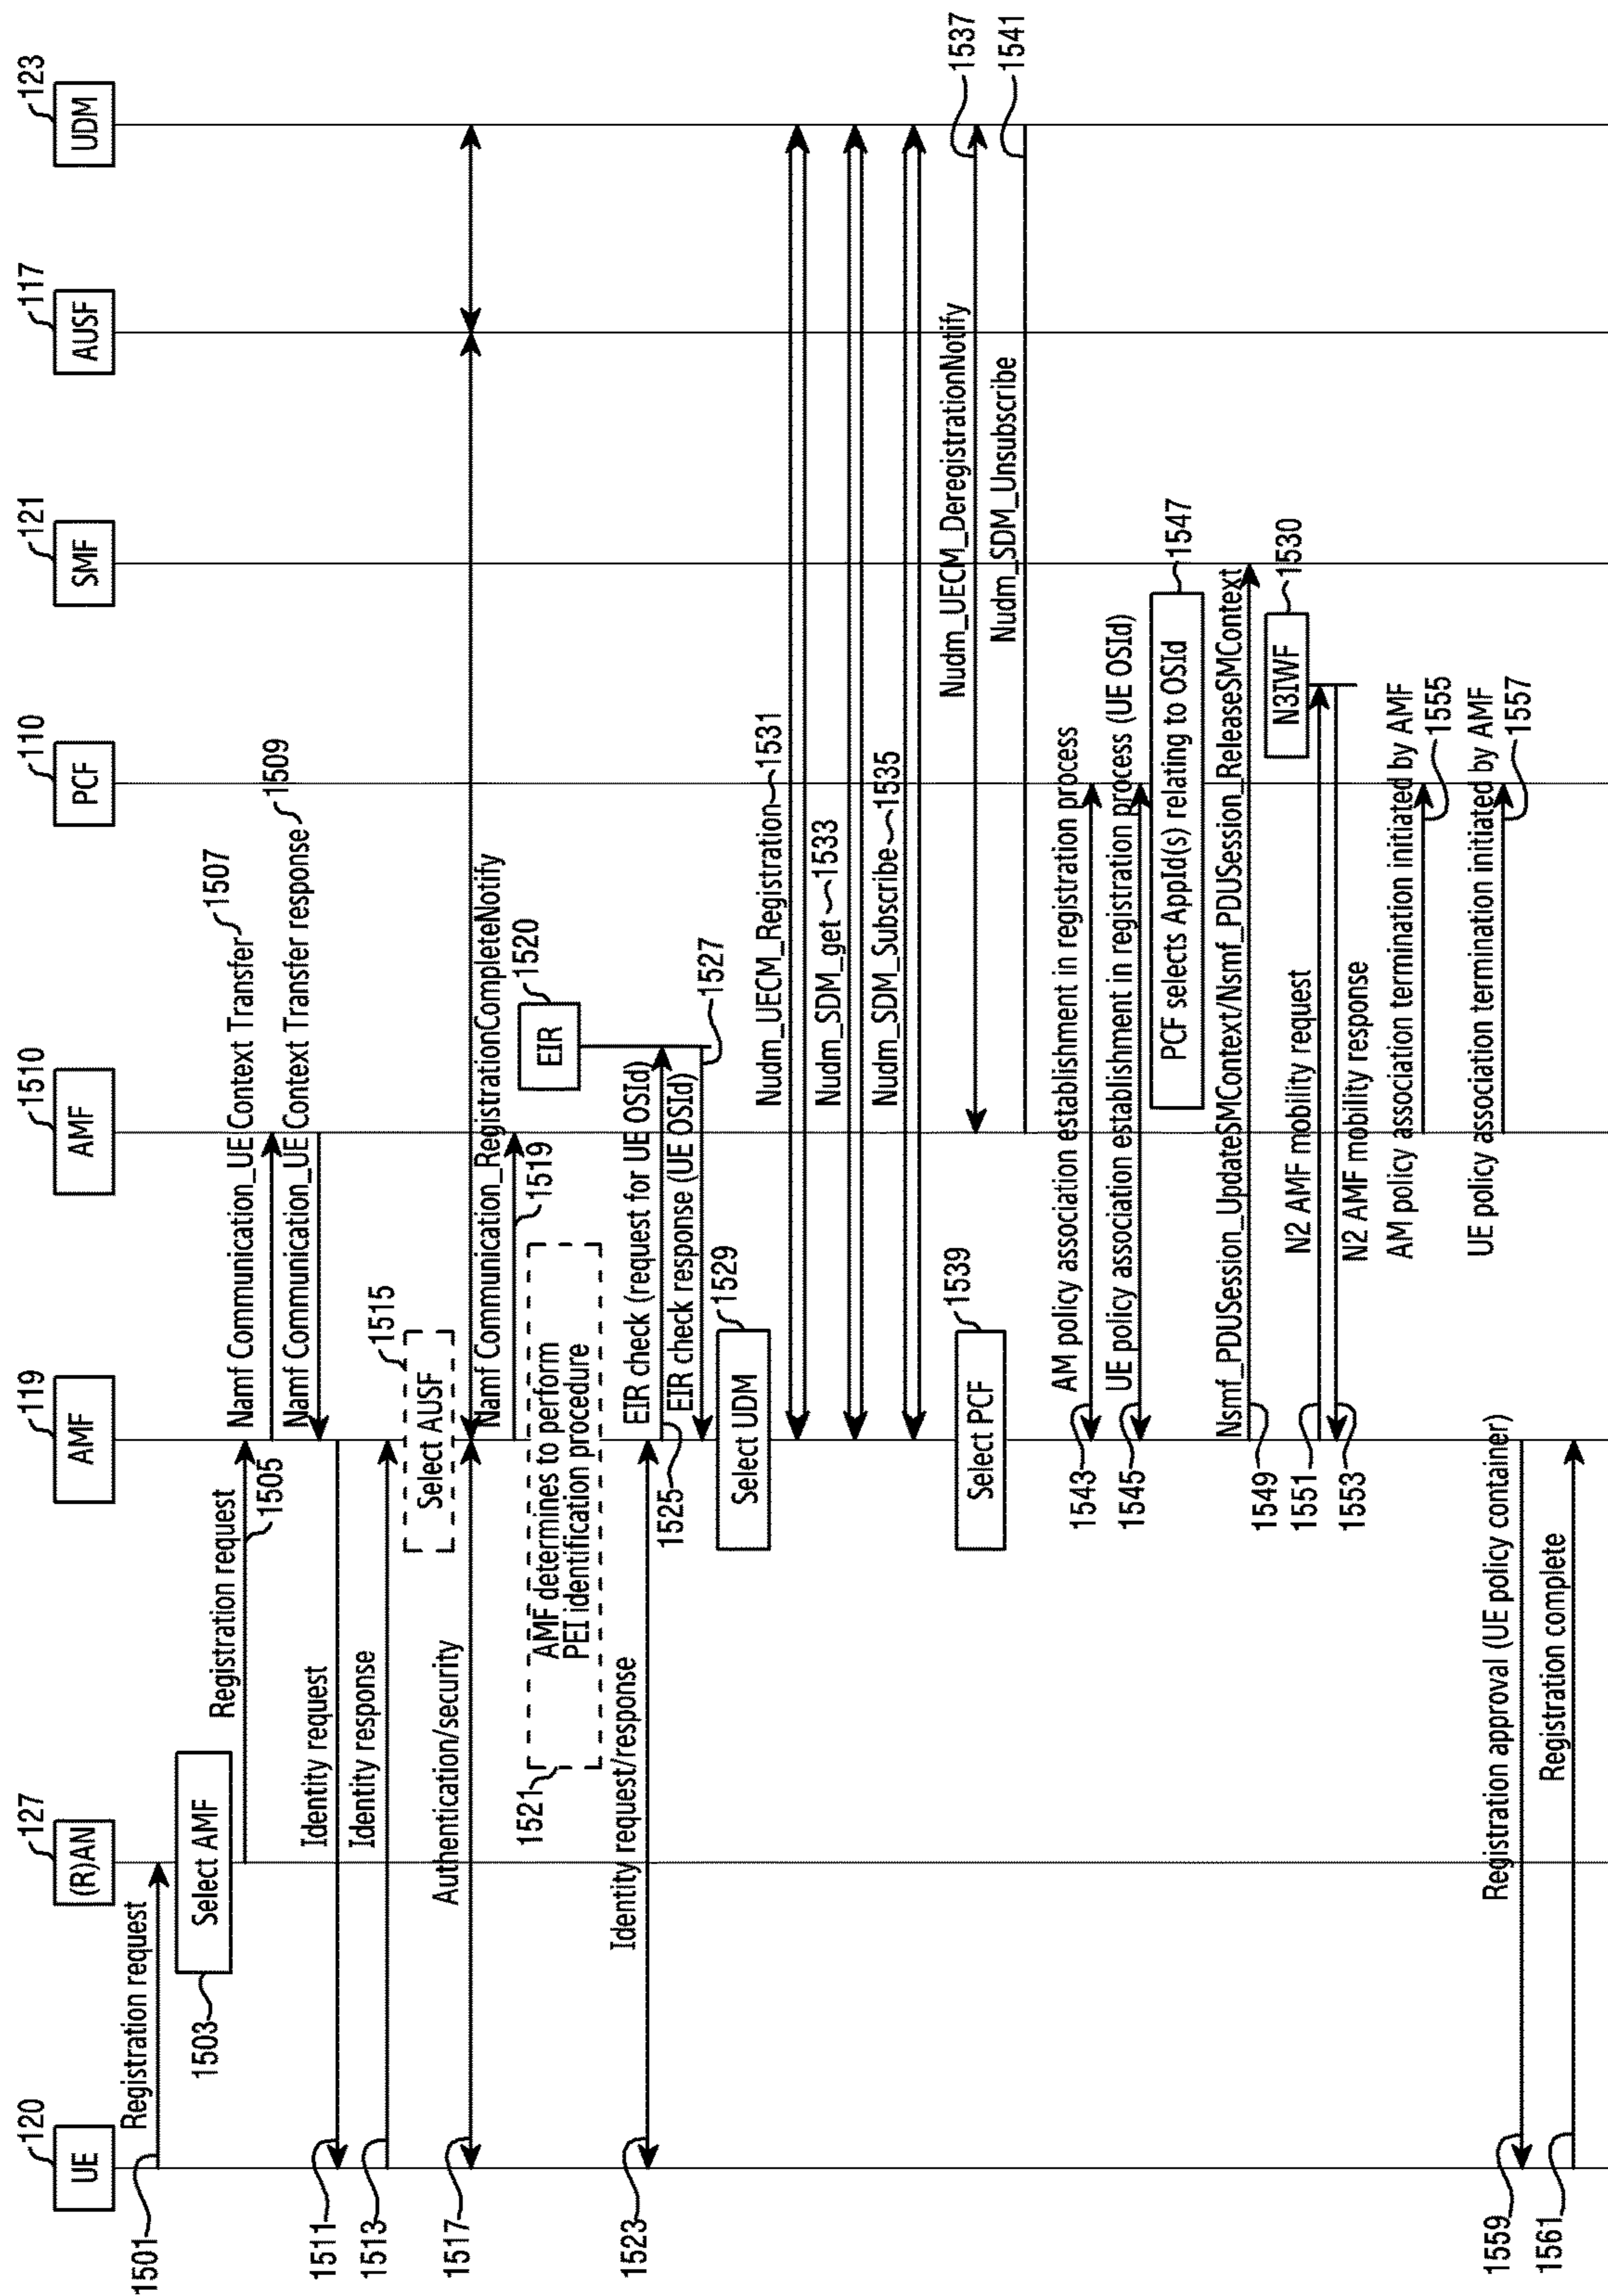 120
UE
127
(R)AN
119
AMF
1510
AMF
110
PCF
121
SMF
117
AUSF
123
UDM
1501
Registration request
1503
Select AMF
Registration request
1505
Namf Communication_UE Context Transfer
1507
Namf Communication_UE Context Transfer response
1509
1511
Identity request
1513
Identity response
1515
Select AUSF
1517
Authentication/security
Namf Communication_RegistrationCompleteNotify
1519
1520
EIR
1521
AMF determines to perform
PEI identification procedure
1523
Identity request/response
EIR check (request for UE OSId)
1525
EIR check response (UE OSId)
1527
1529
Select UDM
Nudm_UECM_Registration
1531
Nudm_SDM_get
1533
Nudm_SDM_Subscribe
1535
Nudm_UECM_DeregistrationNotify
1537
1539
Select PCF
Nudm_SDM_Unsubscribe
1541
AM policy association establishment in registration process
1543
UE policy association establishment in registration process (UE OSId)
1545
PCF selects AppId(s) relating to OSId
1547
Nsmf_PDUSession_UpdateSMContext/Nsmf_PDUSession_ReleaseSMContext
1549
N3IWF
1530
N2 AMF mobility request
1551
N2 AMF mobility response
1553
AM policy association termination initiated by AMF
1555
UE policy association termination initiated by AMF
1557
Registration approval (UE policy container)
1559
Registration complete
1561